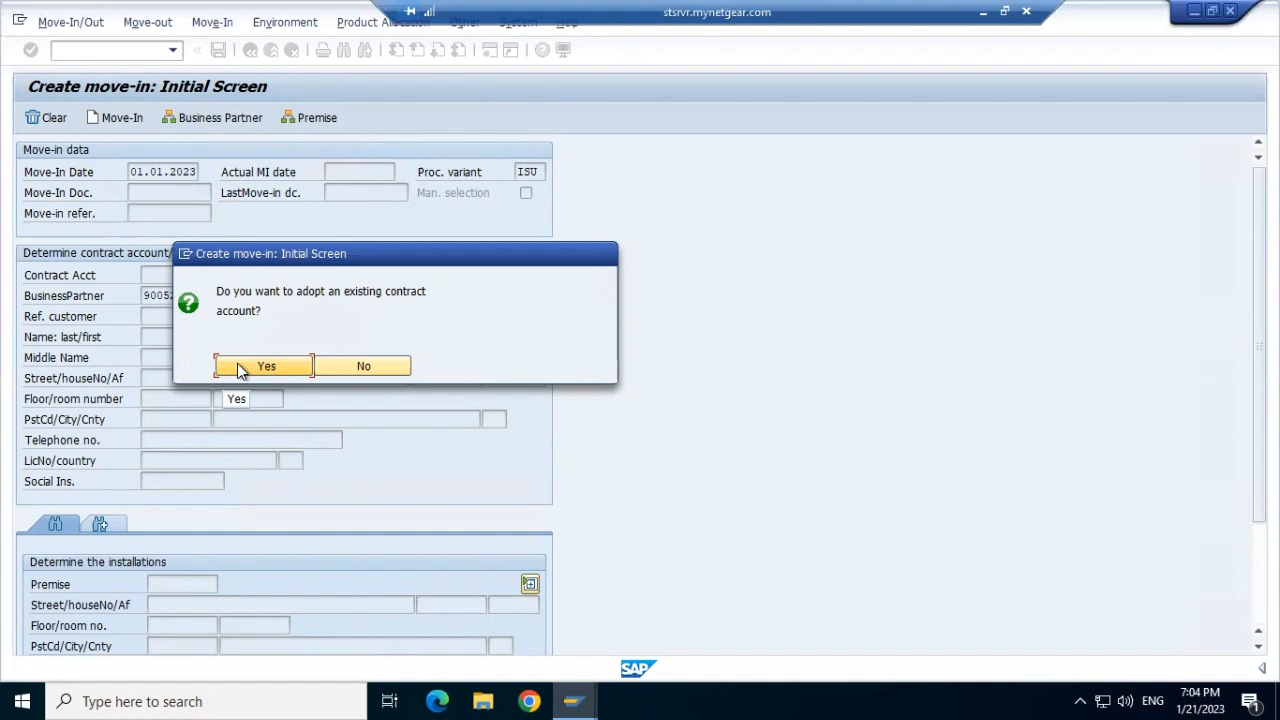 stsrvr.mynetgear.com
Move-In/Out Move-out Move-In Environment Product Allocation Other System Help
Create move-in: Initial Screen
Clear Move-In Business Partner Premise
Move-in data
Move-In Date 01.01.2023 Actual MI date Proc. variant ISU
Move-In Doc. LastMove-in dc. Man. selection
Move-in refer.
Determine contract account/
Create move-in: Initial Screen
Contract Acct
Do you want to adopt an existing contract
BusinessPartner 9005
account?
Ref. customer
Name: last/first
Middle Name
Yes No
Street/houseNo/Af
Floor/room number
Yes
PstCd/City/Cnty
Telephone no.
LicNo/country
Social Ins.
Determine the installations
Premise
Street/houseNo/Af
Floor/room no.
PstCd/City/Cnty
SAP
Type here to search
ENG
7:04 PM
1/21/2023
1